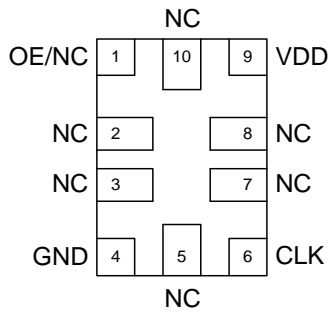 NC
OE/NC 1 10 9 VDD
NC 2 8 NC
NC 3 7 NC
GND 4 5 6 CLK
NC